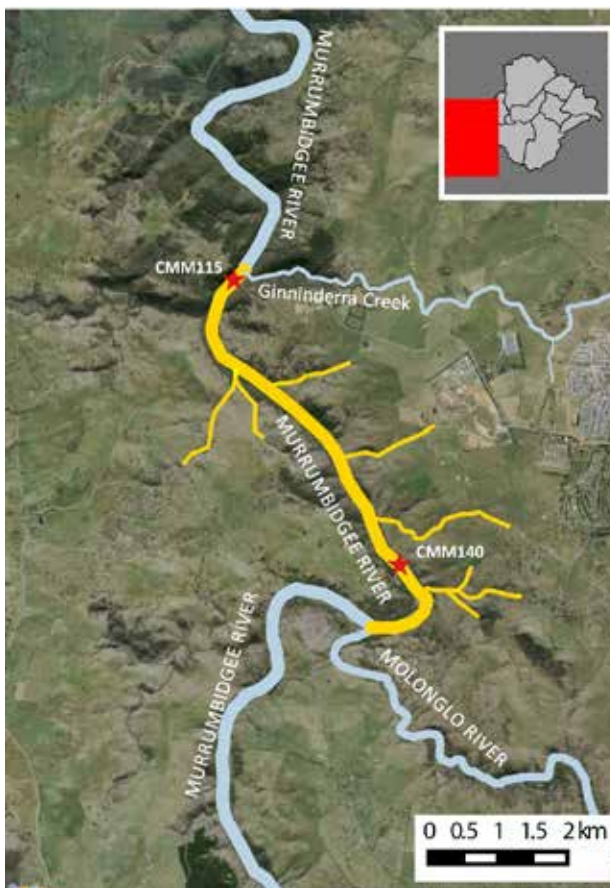 MURRUMBIDGEE RIVER
CMM115
Ginninderra Creek
MURRUMBIDGEE RIVER
CMM140
MURRUMBIDGEE RIVER
MOLONGLO RIVER
0 0.5 1 1.5 2 km